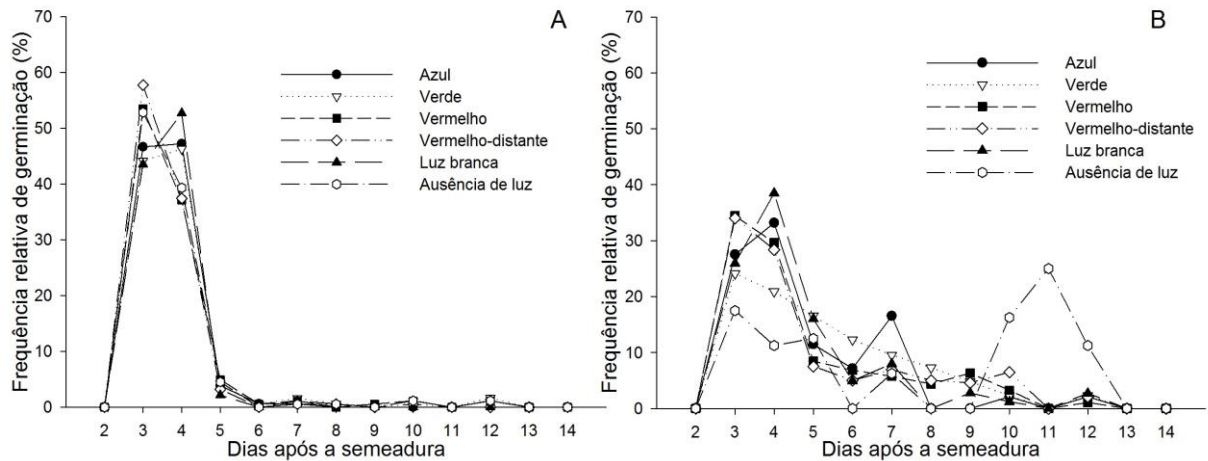 A
Frequência relativa de germinação (%)
70
60
50
40
30
20
10
0
Azul
Verde
Vermelho
Vermelho-distante
Luz branca
Ausência de luz
2 3 4 5 6 7 8 9 10 11 12 13 14
Dias após a semeadura
B
Frequência relativa de germinação (%)
70
60
50
40
30
20
10
0
Azul
Verde
Vermelho
Vermelho-distante
Luz branca
Ausência de luz
2 3 4 5 6 7 8 9 10 11 12 13 14
Dias após a semeadura